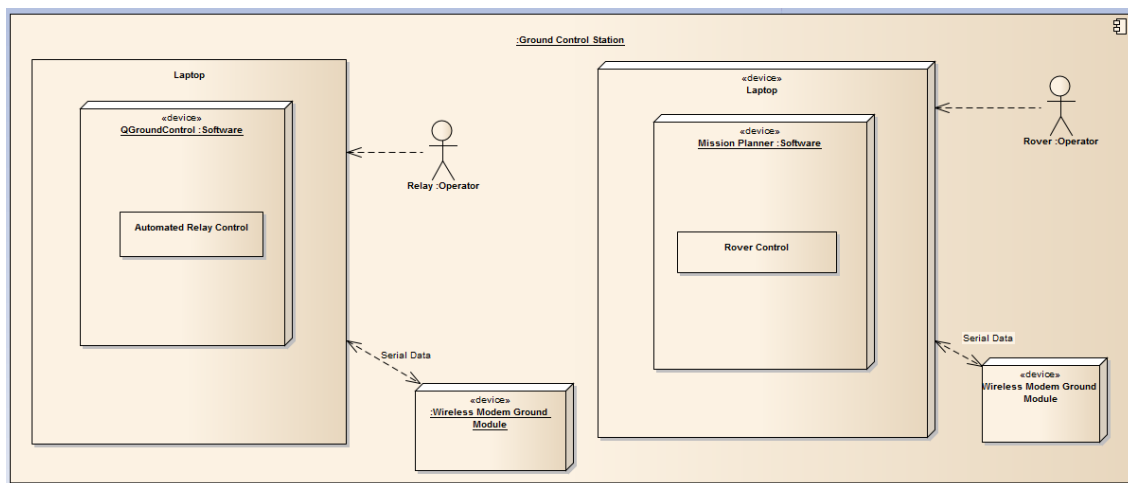 :Ground Control Station
Laptop
«device»
QGroundControl :Software
Automated Relay Control
Relay :Operator
Serial Data
«device»
:Wireless Modem Ground
Module
«device»
Laptop
«device»
Mission Planner :Software
Rover Control
Rover :Operator
Serial Data
«device»
Wireless Modem Ground
Module